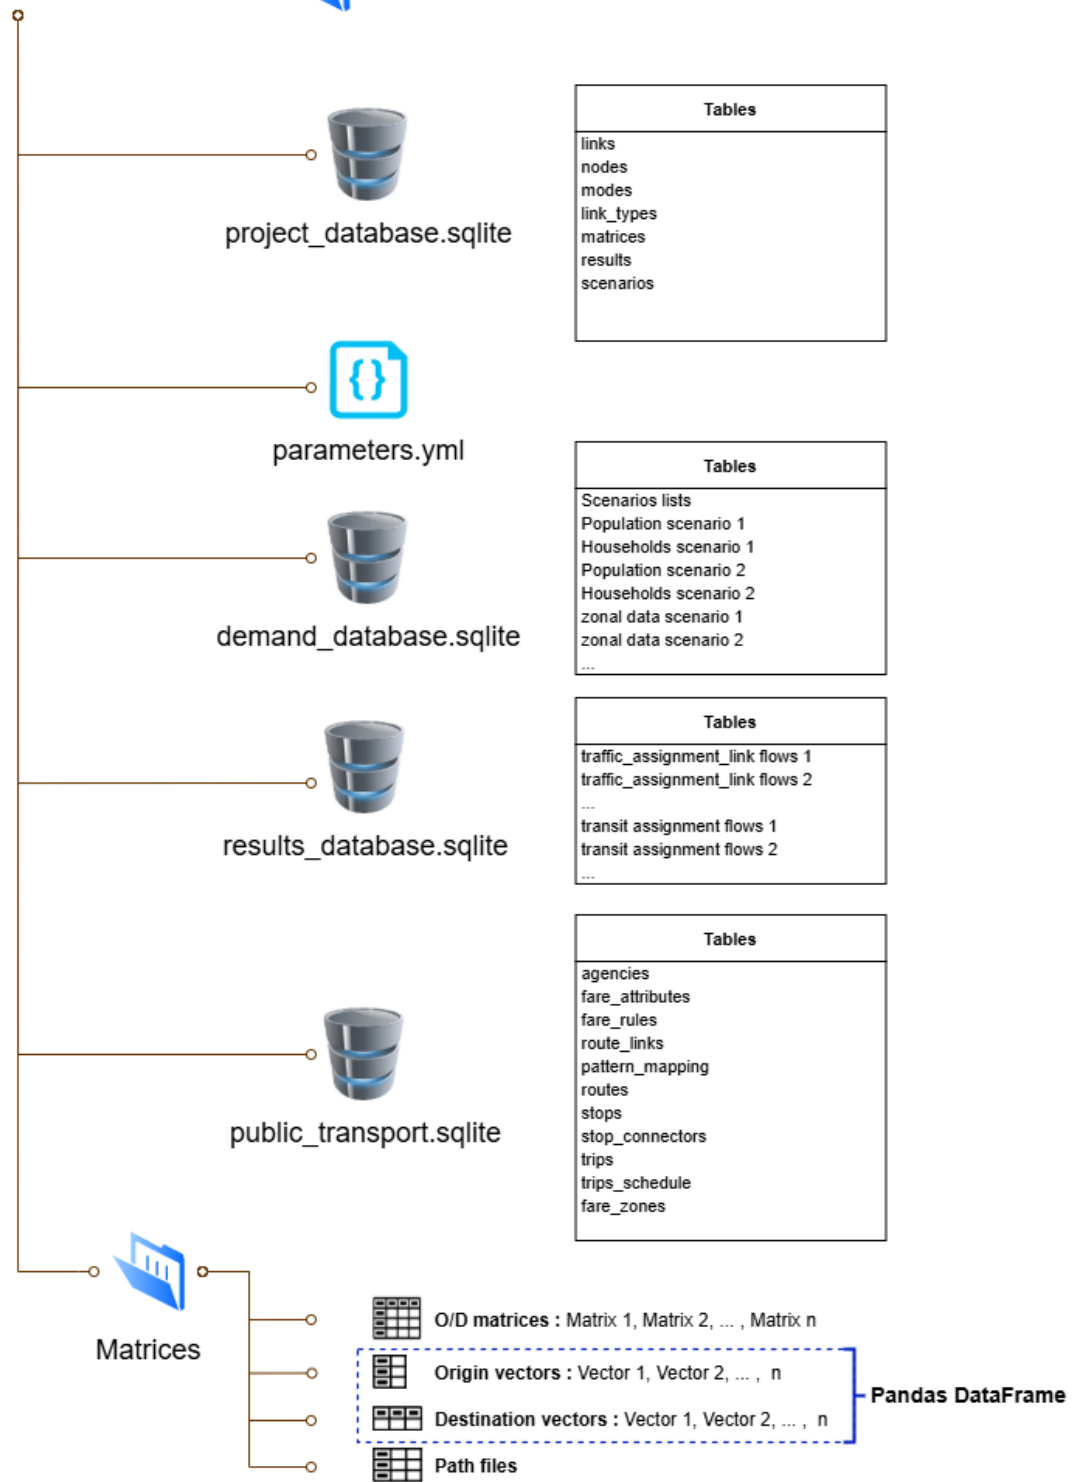 Tables
links
nodes
modes
link_types
matrices
results
scenarios
project_database.sqlite
{}
parameters.yml
Tables
Scenarios lists
Population scenario 1
Households scenario 1
Population scenario 2
Households scenario 2
zonal data scenario 1
zonal data scenario 2
...
demand_database.sqlite
Tables
traffic_assignment_link flows 1
traffic_assignment_link flows 2
...
transit assignment flows 1
transit assignment flows 2
...
results_database.sqlite
Tables
agencies
fare_attributes
fare_rules
route_links
pattern_mapping
routes
stops
stop_connectors
trips
trips_schedule
fare_zones
public_transport.sqlite
Matrices
O/D matrices : Matrix 1, Matrix 2, ... , Matrix n
Origin vectors : Vector 1, Vector 2, ... , n
Destination vectors : Vector 1, Vector 2, ... , n
Pandas DataFrame
Path files